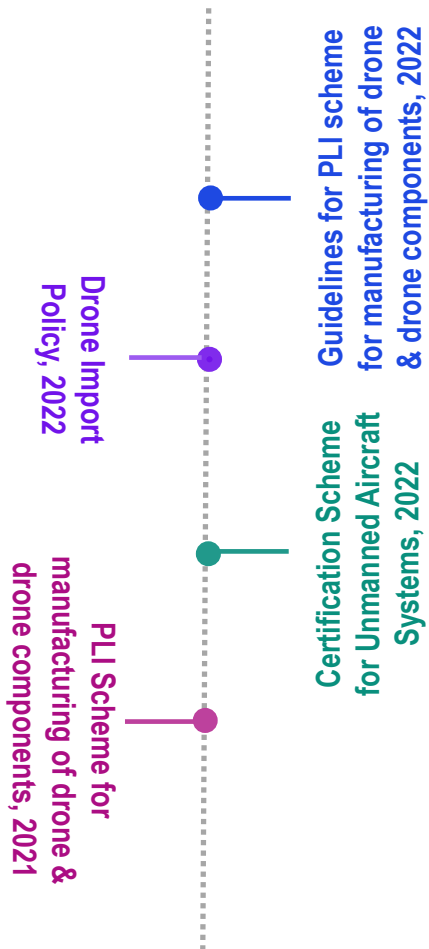 Guidelines for PLI scheme
for manufacturing of drone
& drone components, 2022
Certification Scheme
for Unmanned Aircraft
Systems, 2022
Drone Import
Policy, 2022
PLI Scheme for
manufacturing of drone &
drone components, 2021